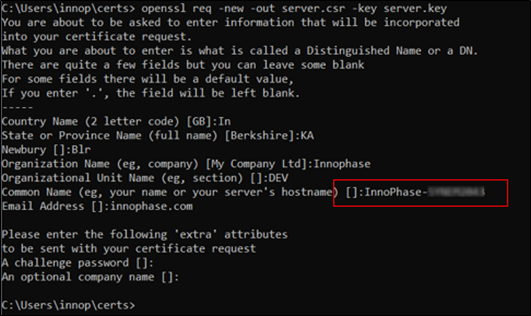 C:\Users\innop\certs> openssl req -new -out server.csr -key server.key
You are about to be asked to enter information that will be incorporated
into your certificate request.
What you are about to enter is what is called a Distinguished Name or a DN.
There are quite a few fields but you can leave some blank
For some fields there will be a default value,
If you enter '.', the field will be left blank.
-----
Country Name (2 letter code) [GB]:In
State or Province Name (full name) [Berkshire]:KA
Newbury []:Blr
Organization Name (eg, company) [My Company Ltd]:Innophase
Organizational Unit Name (eg, section) []:DEV
Common Name (eg, your name or your server's hostname) []:InnoPhase-
Email Address []:innophase.com
Please enter the following 'extra' attributes
to be sent with your certificate request
A challenge password []:
An optional company name []:
C:\Users\innop\certs>